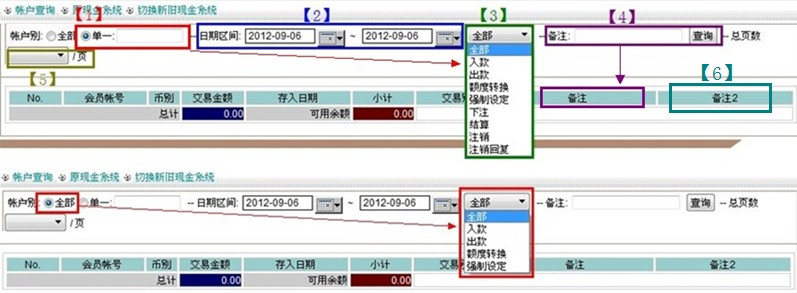 帐户查询 原现金系统 切换新旧现金系统
【1】 【2】 【3】 【4】
帐户别: 全部 单一: -- 日期区间: 2012-09-06 ~ 2012-09-06 全部 -- 备注: 查询 -- 总页数
/ 页
【5】
全部
入款
出款
额度转换
强制设定
下注
结算
注销
注销回复
【6】
No. 会员帐号 币别 交易金额 存入日期 小计 交易 备注 备注2
总计 0.00 可用余额 0.00
帐户查询 原现金系统 切换新旧现金系统
帐户别: 全部 单一: -- 日期区间: 2012-09-06 ~ 2012-09-06 全部 -- 备注: 查询 -- 总页数
/ 页
全部
入款
出款
额度转换
强制设定
No. 会员帐号 币别 交易金额 存入日期 小计 交易 备注 备注2
总计 0.00 可用余额 0.00